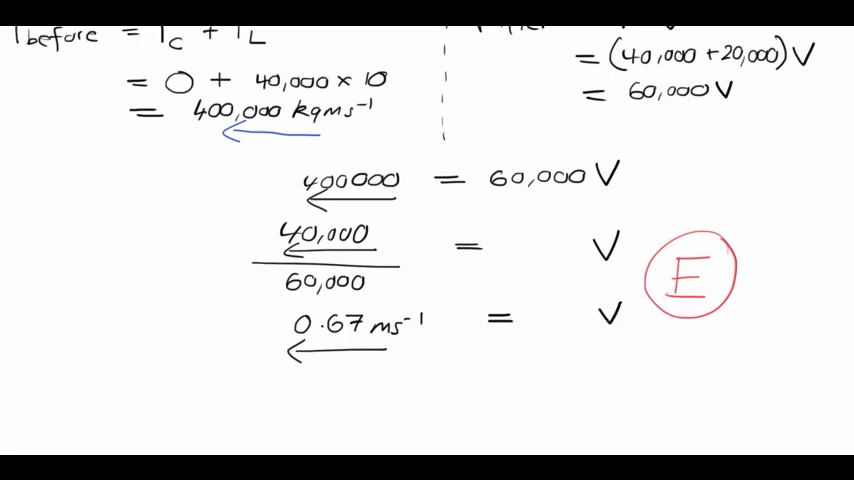 before = Pc + PL
= 0 + 40,000 × 10
= 400,000 kgms⁻¹
= (40,000 + 20,000) V
= 60,000 V
400000 = 60,000 V
40,000 = V
60,000
0.67 ms⁻¹ = V
E